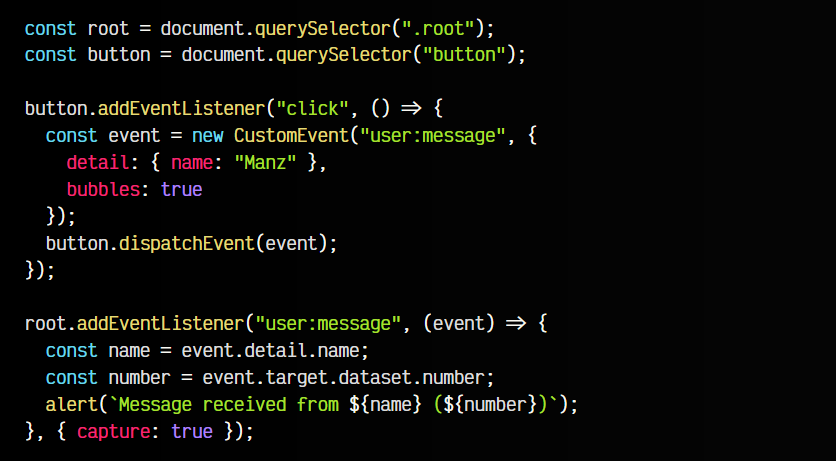 const root = document.querySelector(".root");
const button = document.querySelector("button");

button.addEventListener("click", () => {
  const event = new CustomEvent("user:message", {
    detail: { name: "Manz" },
    bubbles: true
  });
  button.dispatchEvent(event);
});

root.addEventListener("user:message", (event) => {
  const name = event.detail.name;
  const number = event.target.dataset.number;
  alert(`Message received from ${name} (${number})`);
}, { capture: true });